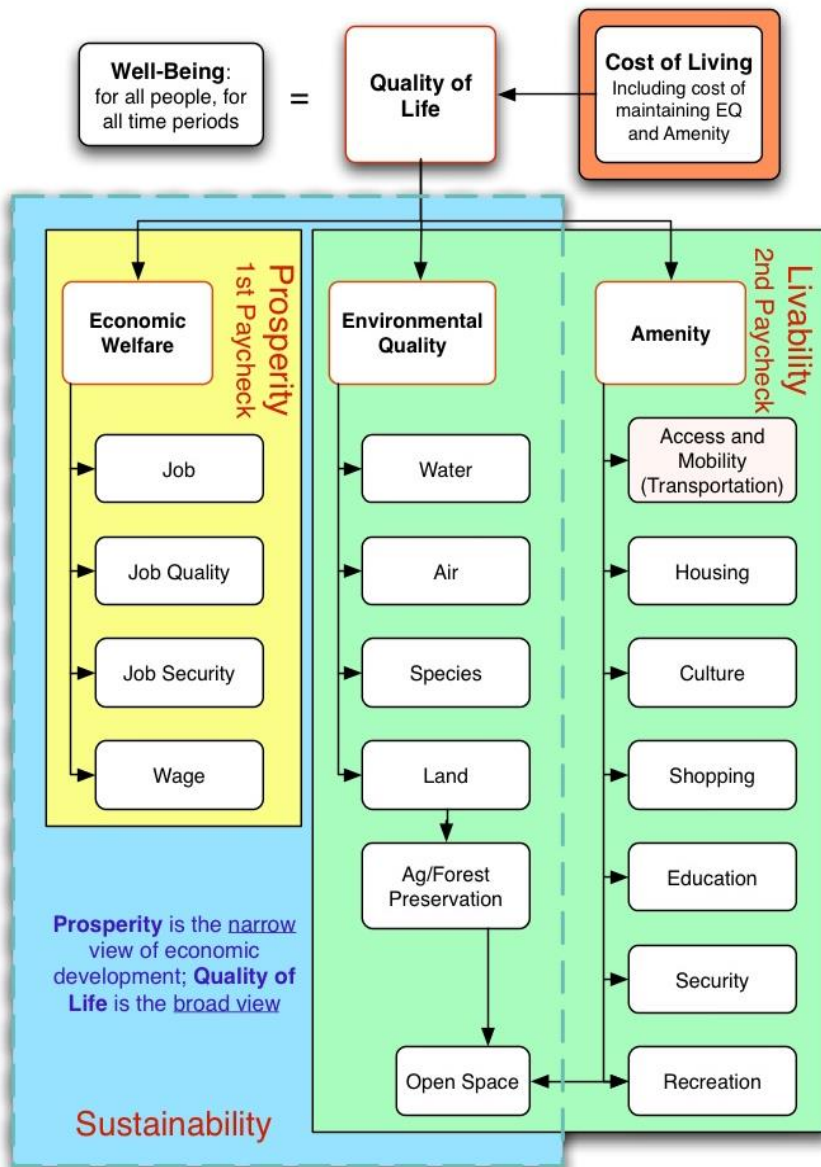 Well-Being:
for all people, for
all time periods
=
Quality of
Life
Cost of Living
Including cost of
maintaining EQ
and Amenity
Prosperity
1st Paycheck
Economic
Welfare
Job
Job Quality
Job Security
Wage
Livability
2nd Paycheck
Environmental
Quality
Water
Air
Species
Land
Ag/Forest
Preservation
Open Space
Amenity
Access and
Mobility
(Transportation)
Housing
Culture
Shopping
Education
Security
Recreation
Prosperity is the narrow
view of economic
development; Quality of
Life is the broad view
Sustainability